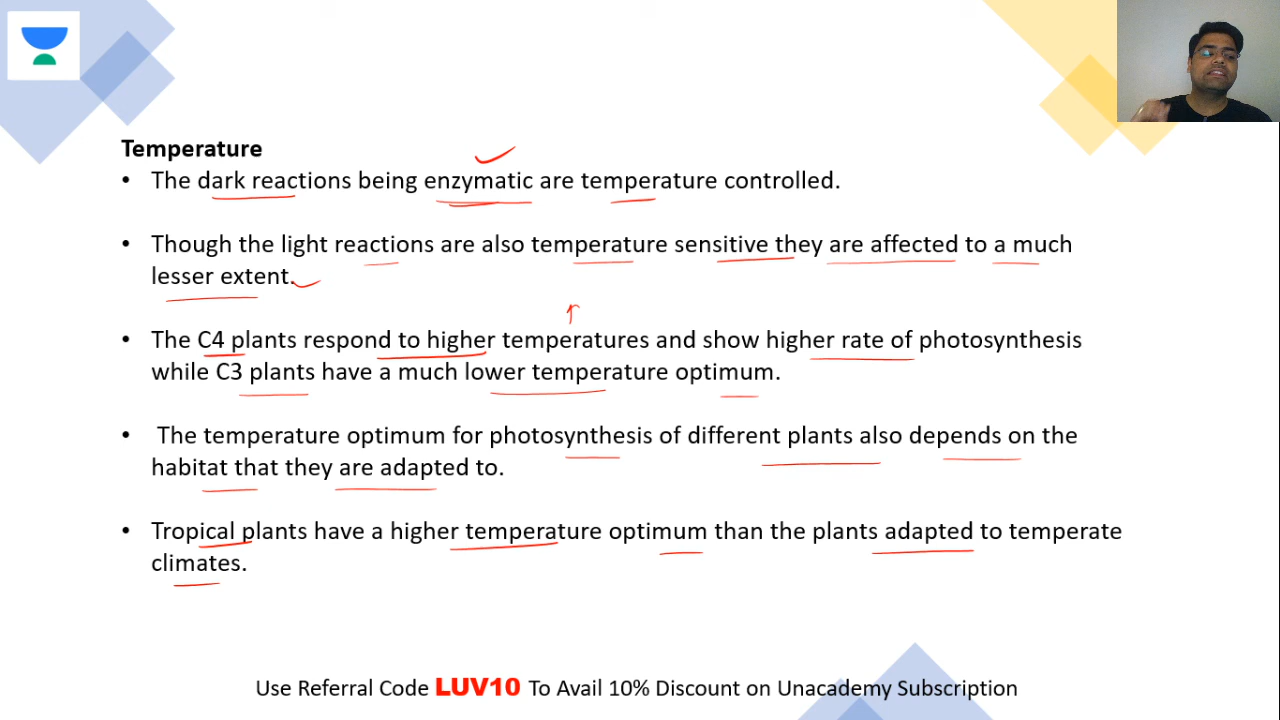 Temperature
• The dark reactions being enzymatic are temperature controlled.
• Though the light reactions are also temperature sensitive they are affected to a much
lesser extent.
• The C4 plants respond to higher temperatures and show higher rate of photosynthesis
while C3 plants have a much lower temperature optimum.
• The temperature optimum for photosynthesis of different plants also depends on the
habitat that they are adapted to.
• Tropical plants have a higher temperature optimum than the plants adapted to temperate
climates.
Use Referral Code LUV10 To Avail 10% Discount on Unacademy Subscription